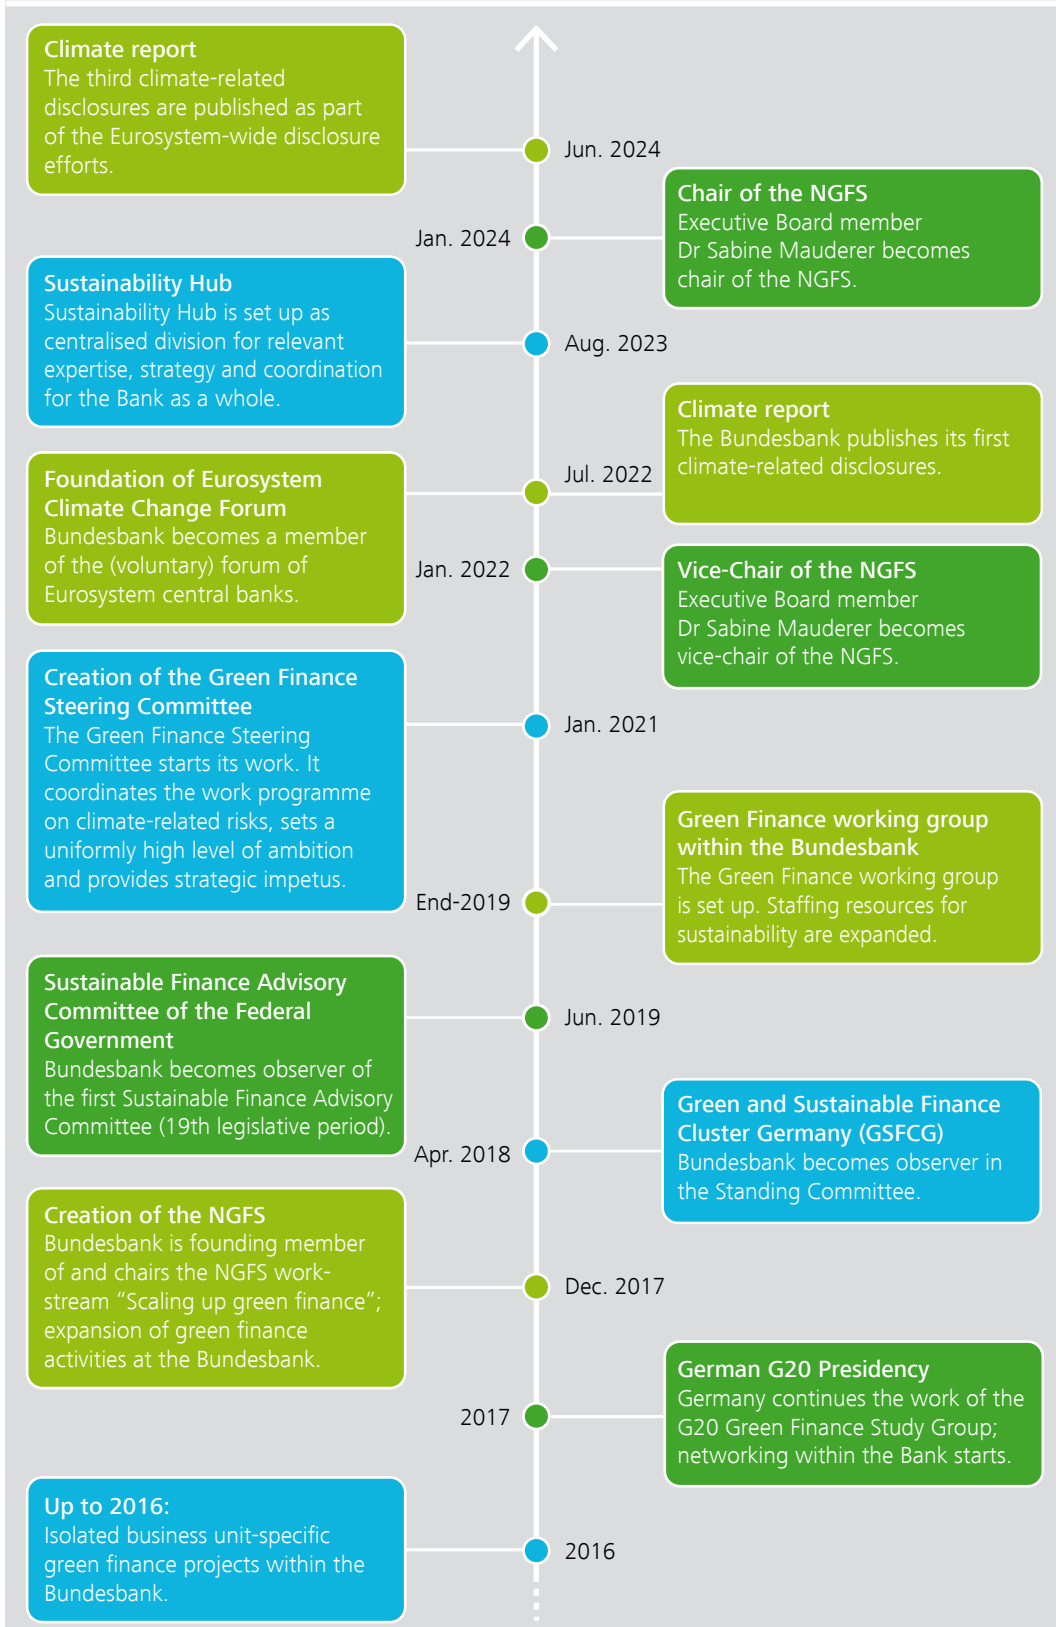 Climate report
The third climate-related
disclosures are published as part
of the Eurosystem-wide disclosure
efforts.
Jun. 2024
Chair of the NGFS
Executive Board member
Dr Sabine Mauderer becomes
chair of the NGFS.
Jan. 2024
Sustainability Hub
Sustainability Hub is set up as
centralised division for relevant
expertise, strategy and coordination
for the Bank as a whole.
Aug. 2023
Climate report
The Bundesbank publishes its first
climate-related disclosures.
Jul. 2022
Foundation of Eurosystem
Climate Change Forum
Bundesbank becomes a member
of the (voluntary) forum of
Eurosystem central banks.
Jan. 2022
Vice-Chair of the NGFS
Executive Board member
Dr Sabine Mauderer becomes
vice-chair of the NGFS.
Creation of the Green Finance
Steering Committee
The Green Finance Steering
Committee starts its work. It
coordinates the work programme
on climate-related risks, sets a
uniformly high level of ambition
and provides strategic impetus.
Jan. 2021
Green Finance working group
within the Bundesbank
The Green Finance working group
is set up. Staffing resources for
sustainability are expanded.
End-2019
Sustainable Finance Advisory
Committee of the Federal
Government
Bundesbank becomes observer of
the first Sustainable Finance Advisory
Committee (19th legislative period).
Jun. 2019
Green and Sustainable Finance
Cluster Germany (GSFCG)
Bundesbank becomes observer in
the Standing Committee.
Apr. 2018
Creation of the NGFS
Bundesbank is founding member
of and chairs the NGFS work-
stream “Scaling up green finance”;
expansion of green finance
activities at the Bundesbank.
Dec. 2017
German G20 Presidency
Germany continues the work of the
G20 Green Finance Study Group;
networking within the Bank starts.
2017
Up to 2016:
Isolated business unit-specific
green finance projects within the
Bundesbank.
2016